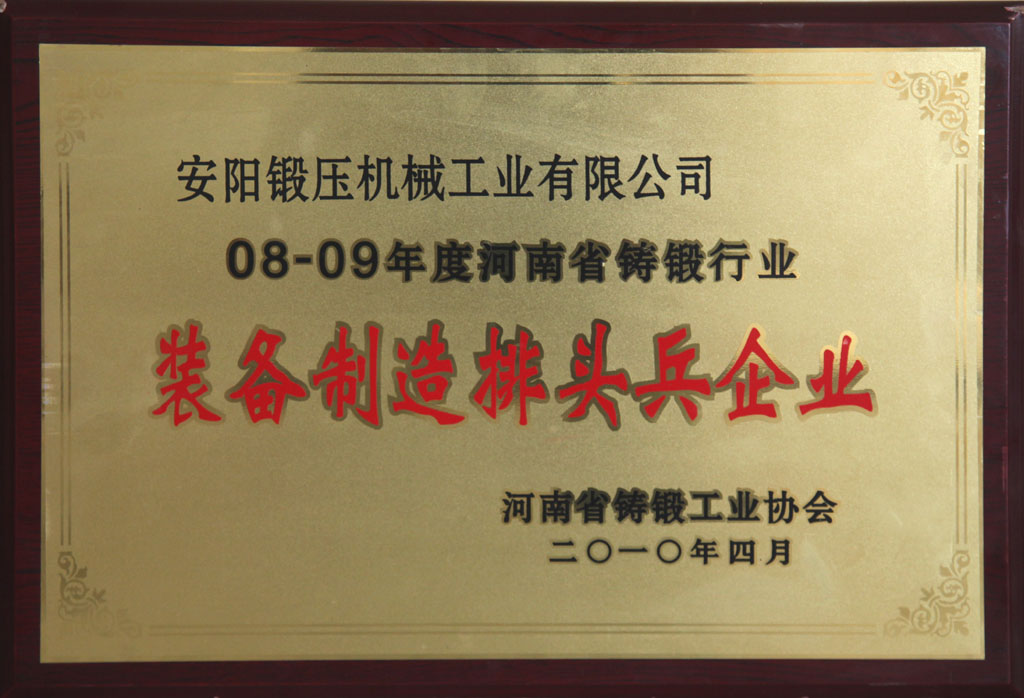 安阳锻压机械工业有限公司
08-09年度河南省铸锻行业
装备制造排头兵企业
河南省铸锻工业协会
二〇一〇年四月